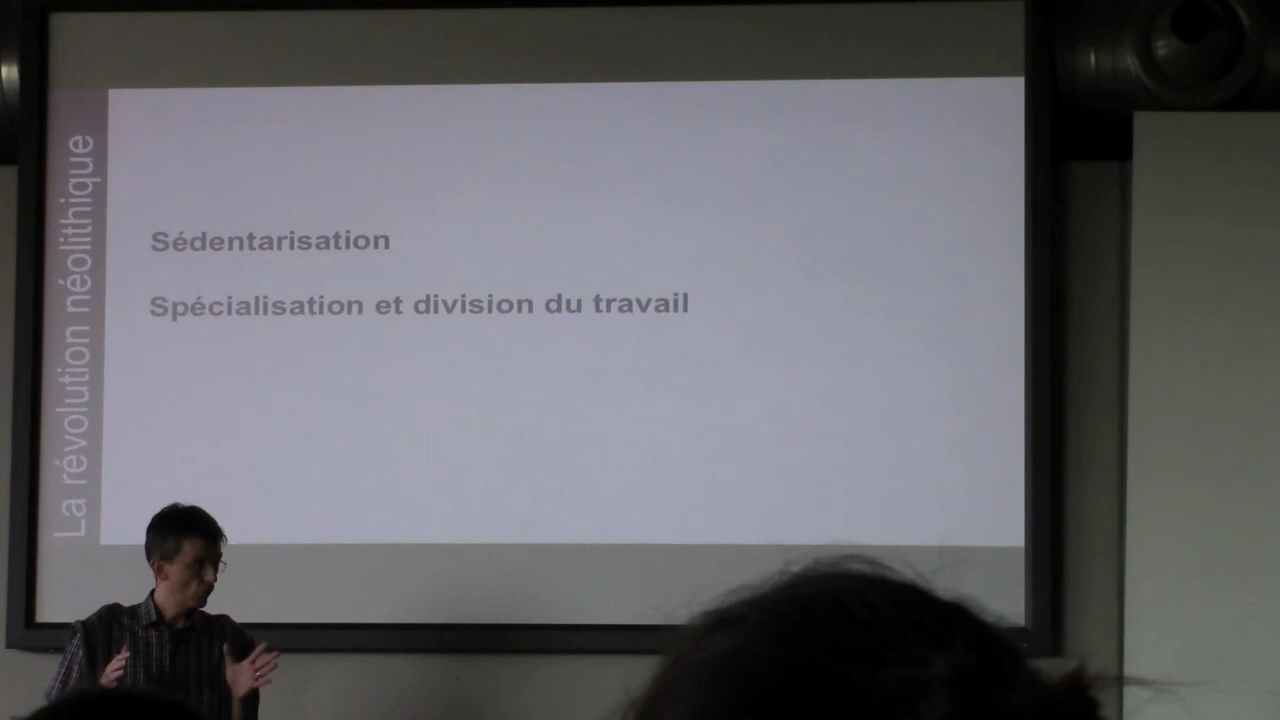 La révolution néolithique
Sédentarisation
Spécialisation et division du travail